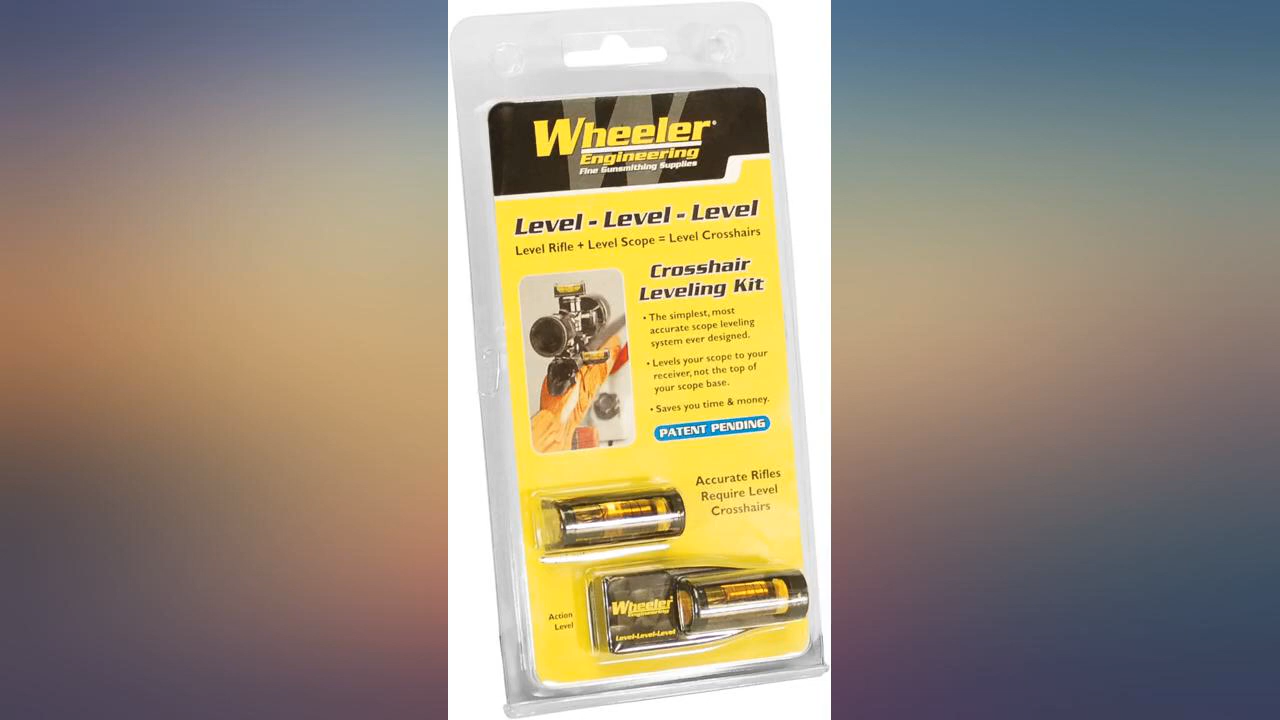 Wheeler®
Engineering
Fine Gunsmithing Supplies
Level - Level - Level
Level Rifle + Level Scope = Level Crosshairs
Crosshair
Leveling Kit
• The simplest, most
accurate scope leveling
system ever designed.
• Levels your scope to your
receiver, not the top of
your scope base.
• Saves you time & money.
PATENT PENDING
Accurate Rifles
Require Level
Crosshairs
Action
Level
Wheeler
Engineering
Level-Level-Level